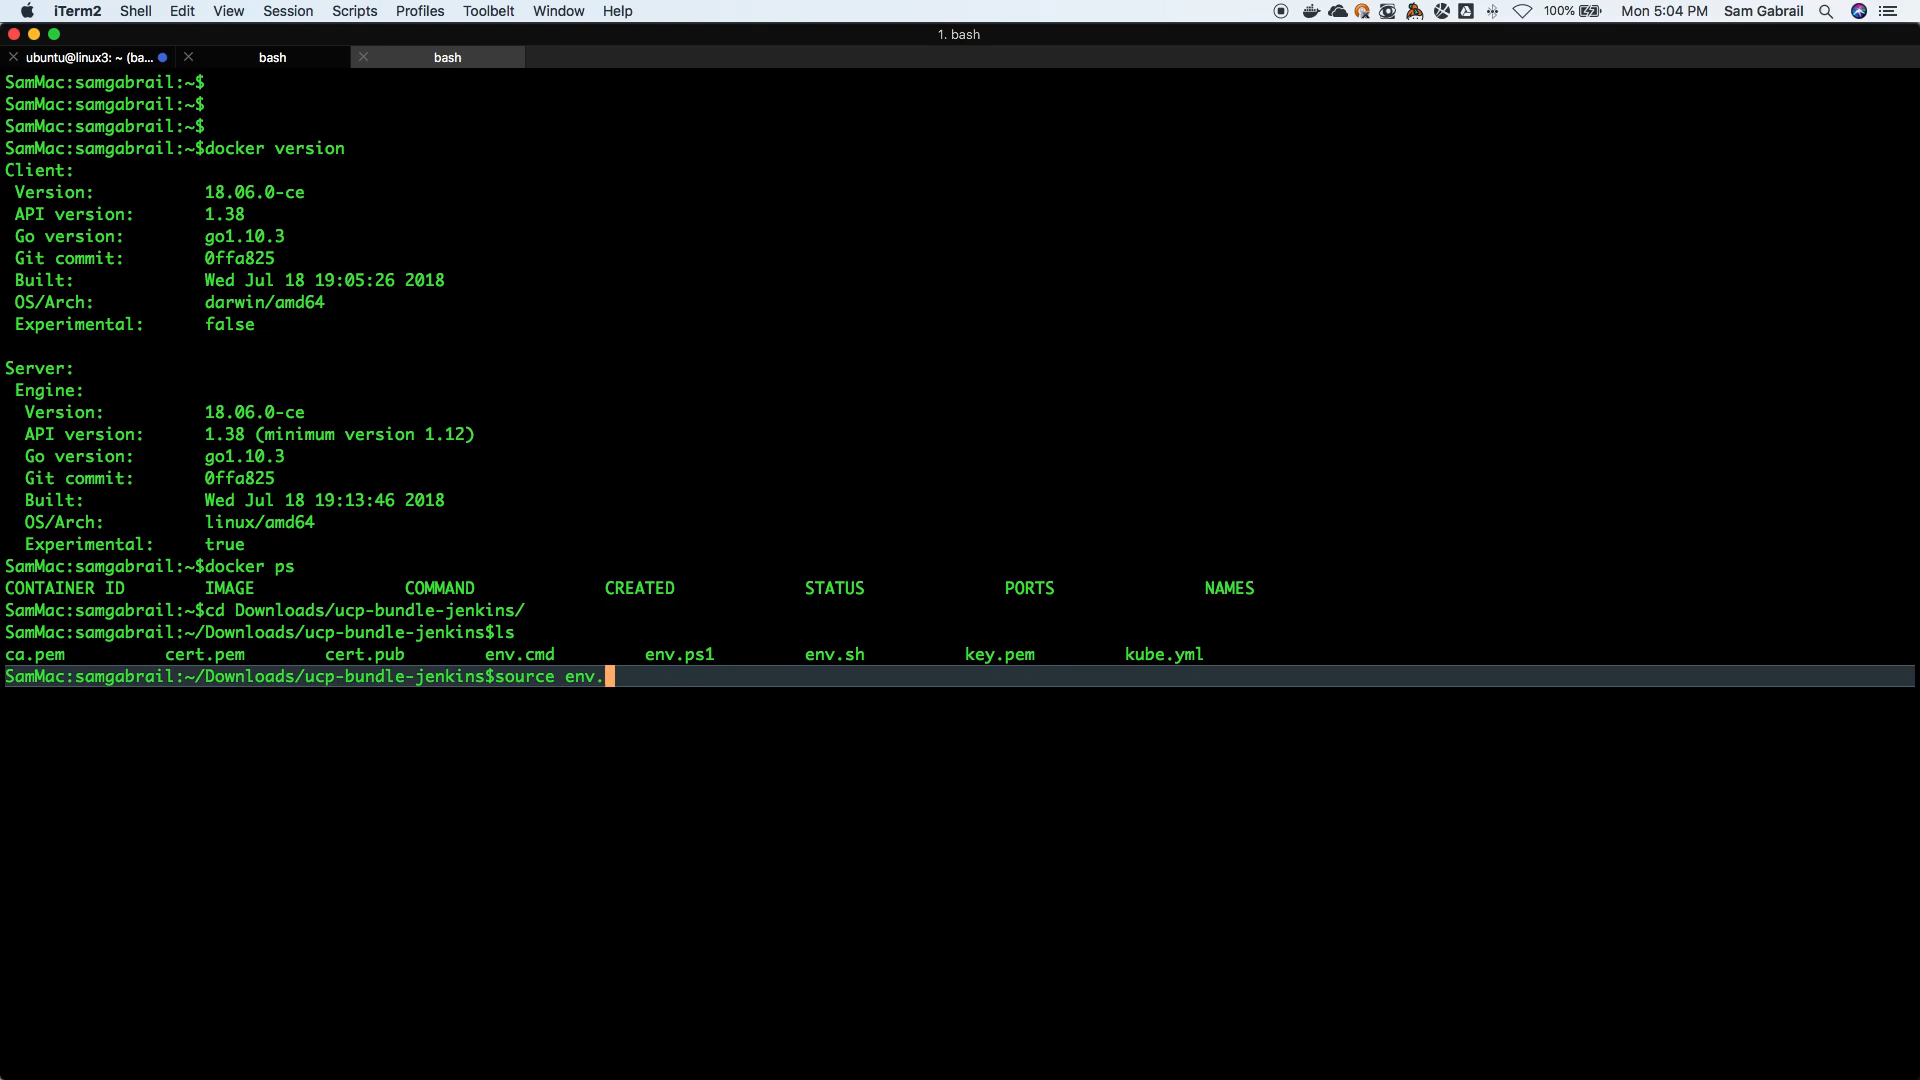 iTerm2 Shell Edit View Session Scripts Profiles Toolbelt Window Help 100% Mon 5:04 PM Sam Gabrail
1. bash
ubuntu@linux3: ~ (ba... bash bash
SamMac:samgabrail:~$
SamMac:samgabrail:~$
SamMac:samgabrail:~$
SamMac:samgabrail:~$docker version
Client:
Version: 18.06.0-ce
API version: 1.38
Go version: go1.10.3
Git commit: 0ffa825
Built: Wed Jul 18 19:05:26 2018
OS/Arch: darwin/amd64
Experimental: false
Server:
Engine:
Version: 18.06.0-ce
API version: 1.38 (minimum version 1.12)
Go version: go1.10.3
Git commit: 0ffa825
Built: Wed Jul 18 19:13:46 2018
OS/Arch: linux/amd64
Experimental: true
SamMac:samgabrail:~$docker ps
CONTAINER ID IMAGE COMMAND CREATED STATUS PORTS NAMES
SamMac:samgabrail:~$cd Downloads/ucp-bundle-jenkins/
SamMac:samgabrail:~/Downloads/ucp-bundle-jenkins$ls
ca.pem cert.pem cert.pub env.cmd env.ps1 env.sh key.pem kube.yml
SamMac:samgabrail:~/Downloads/ucp-bundle-jenkins$source env.